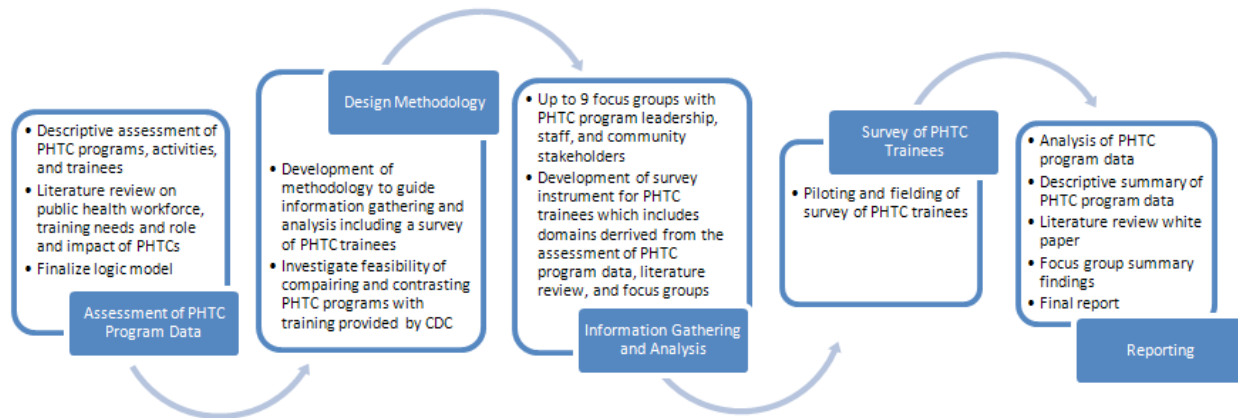 • Descriptive assessment of
PHTC programs, activities,
and trainees
• Literature review on
public health workforce,
training needs and role
and impact of PHTCs
• Finalize logic model
Assessment of PHTC
Program Data
Design Methodology
• Development of
methodology to guide
information gathering and
analysis including a survey
of PHTC trainees
• Investigate feasibility of
compairing and contrasting
PHTC programs with
training provided by CDC
• Up to 9 focus groups with
PHTC program leadership,
staff, and community
stakeholders
• Development of survey
instrument for PHTC
trainees which includes
domains derrived from the
assessment of PHTC
program data, literature
review, and focus groups
Information Gathering
and Analysis
Survey of PHTC
Trainees
• Piloting and fielding of
survey of PHTC trainees
• Analysis of PHTC
program data
• Descriptive summary of
PHTC program data
• Literature review white
paper
• Focus group summary
findings
• Final report
Reporting